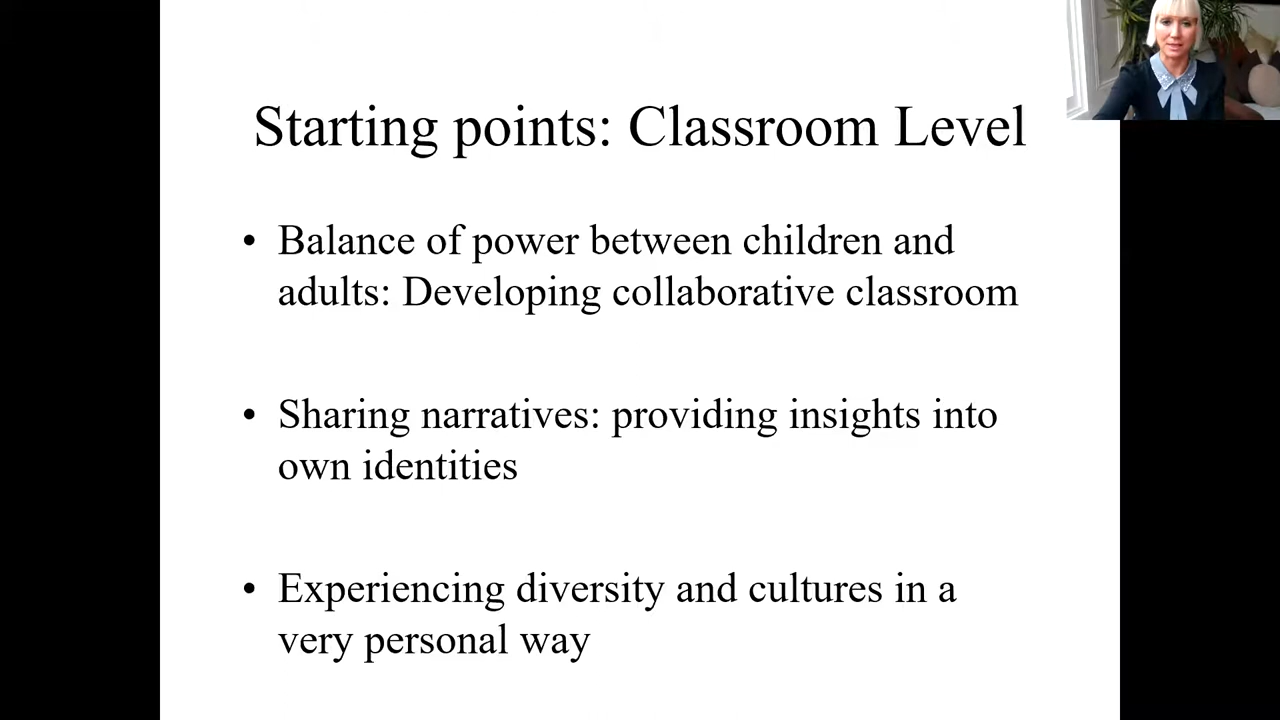 Starting points: Classroom Level
• Balance of power between children and
adults: Developing collaborative classroom
• Sharing narratives: providing insights into
own identities
• Experiencing diversity and cultures in a
very personal way